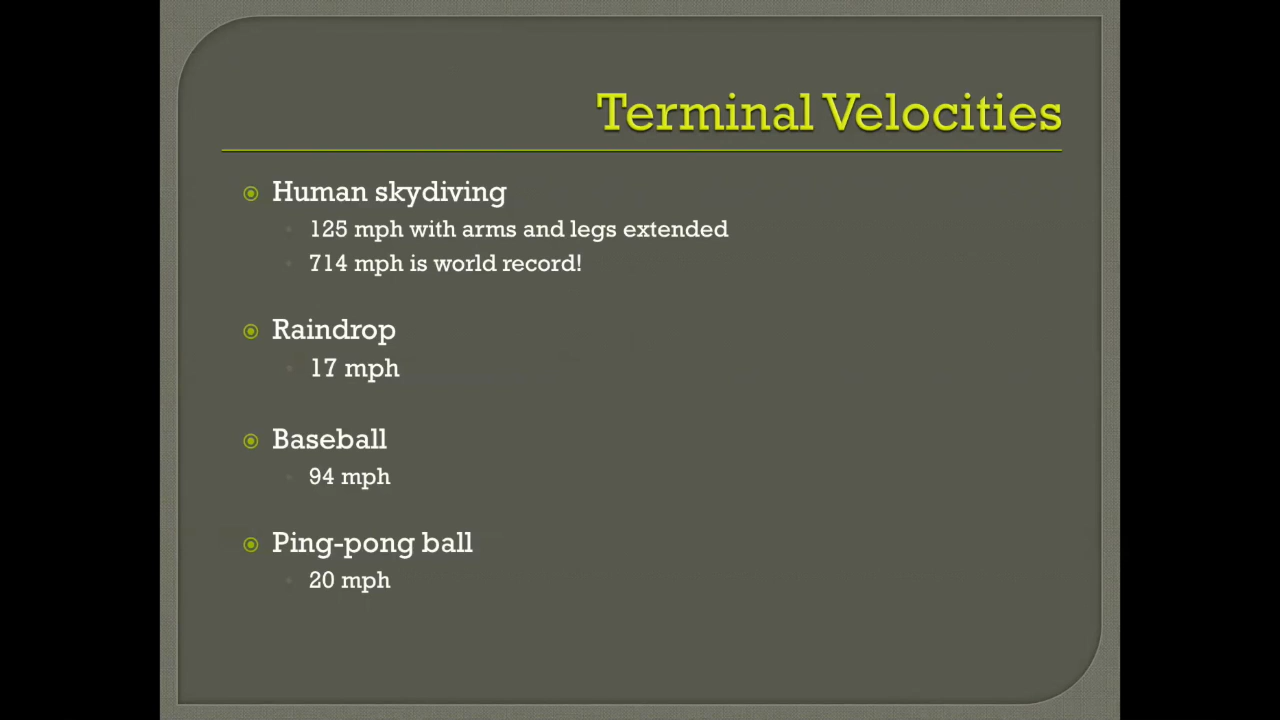 Terminal Velocities
Human skydiving
125 mph with arms and legs extended
714 mph is world record!
Raindrop
17 mph
Baseball
94 mph
Ping-pong ball
20 mph